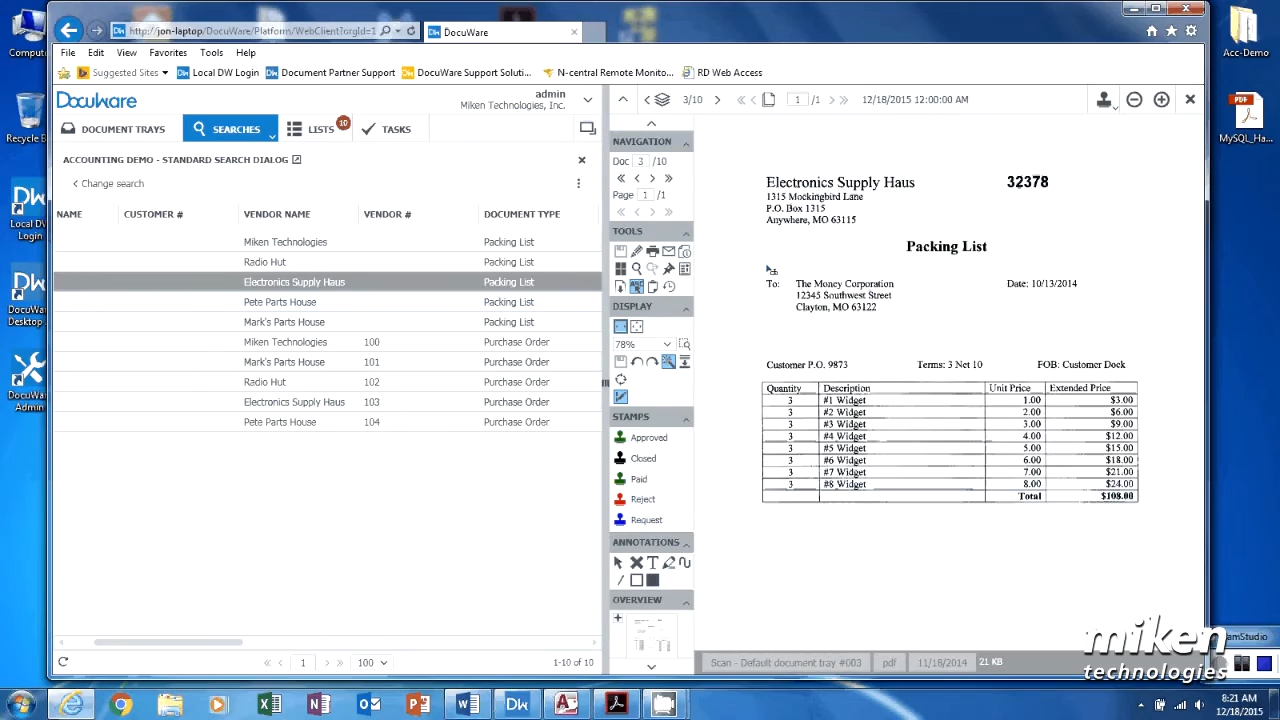 Comput
Recycle B
Local DW
Login
DocuWar
Desktop
DocuWar
Admin
http://jon-laptop/DocuWare/Platform/WebClient?orgId=1
DocuWare
File Edit View Favorites Tools Help
Suggested Sites
Local DW Login
Document Partner Support
DocuWare Support Soluti...
N-central Remote Monito...
RD Web Access
DocuWare
admin
Miken Technologies, Inc.
DOCUMENT TRAYS
SEARCHES
LISTS 10
TASKS
ACCOUNTING DEMO - STANDARD SEARCH DIALOG
Change search
NAME CUSTOMER # VENDOR NAME VENDOR # DOCUMENT TYPE
Miken Technologies Packing List
Radio Hut Packing List
Electronics Supply Haus Packing List
Pete Parts House Packing List
Mark's Parts House Packing List
Miken Technologies 100 Purchase Order
Mark's Parts House 101 Purchase Order
Radio Hut 102 Purchase Order
Electronics Supply Haus 103 Purchase Order
Pete Parts House 104 Purchase Order
1
100
1-10 of 10
3/10
1 /1
12/18/2015 12:00:00 AM
NAVIGATION
Doc 3 /10
Page 1 /1
TOOLS
DISPLAY
78%
STAMPS
Approved
Closed
Paid
Reject
Request
ANNOTATIONS
OVERVIEW
Electronics Supply Haus 32378
1315 Mockingbird Lane
P.O. Box 1315
Anywhere, MO 63115
Packing List
To: The Money Corporation Date: 10/13/2014
12345 Southwest Street
Clayton, MO 63122
Customer P.O. 9873 Terms: 3 Net 10 FOB: Customer Dock
Quantity Description Unit Price Extended Price
3 #1 Widget 1.00 $3.00
3 #2 Widget 2.00 $6.00
3 #3 Widget 3.00 $9.00
3 #4 Widget 4.00 $12.00
3 #5 Widget 5.00 $15.00
3 #6 Widget 6.00 $18.00
3 #7 Widget 7.00 $21.00
3 #8 Widget 8.00 $24.00
Total $108.00
Scan - Default document tray #003 pdf 11/18/2014 21 KB
Acc-Demo
PDF
MySQL_Ha...
miken
technologies
amStudio
8:21 AM
12/18/2015